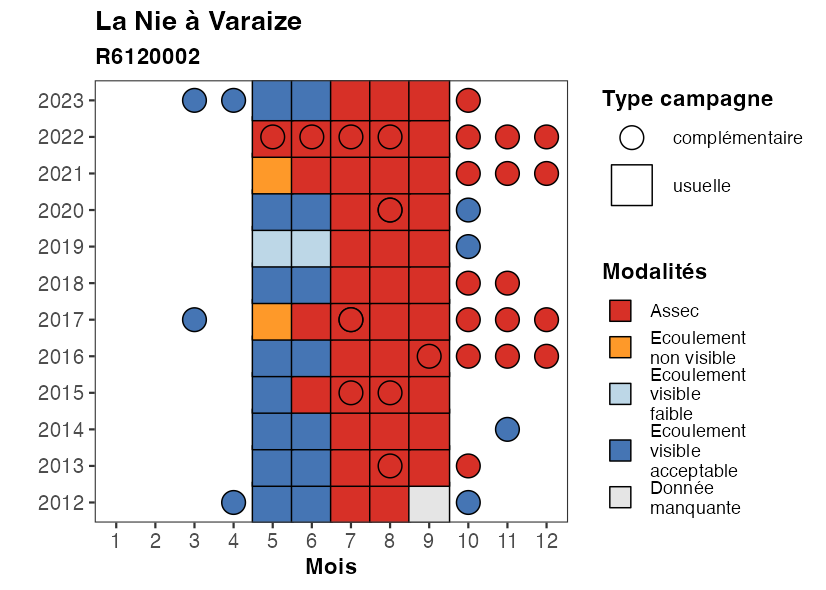 La Nie à Varaize
R6120002
2023
2022
2021
2020
2019
2018
2017
2016
2015
2014
2013
2012
1 2 3 4 5 6 7 8 9 10 11 12
Mois
Type campagne
complémentaire
usuelle
Modalités
Assec
Ecoulement
non visible
Ecoulement
visible
faible
Ecoulement
visible
acceptable
Donnée
manquante